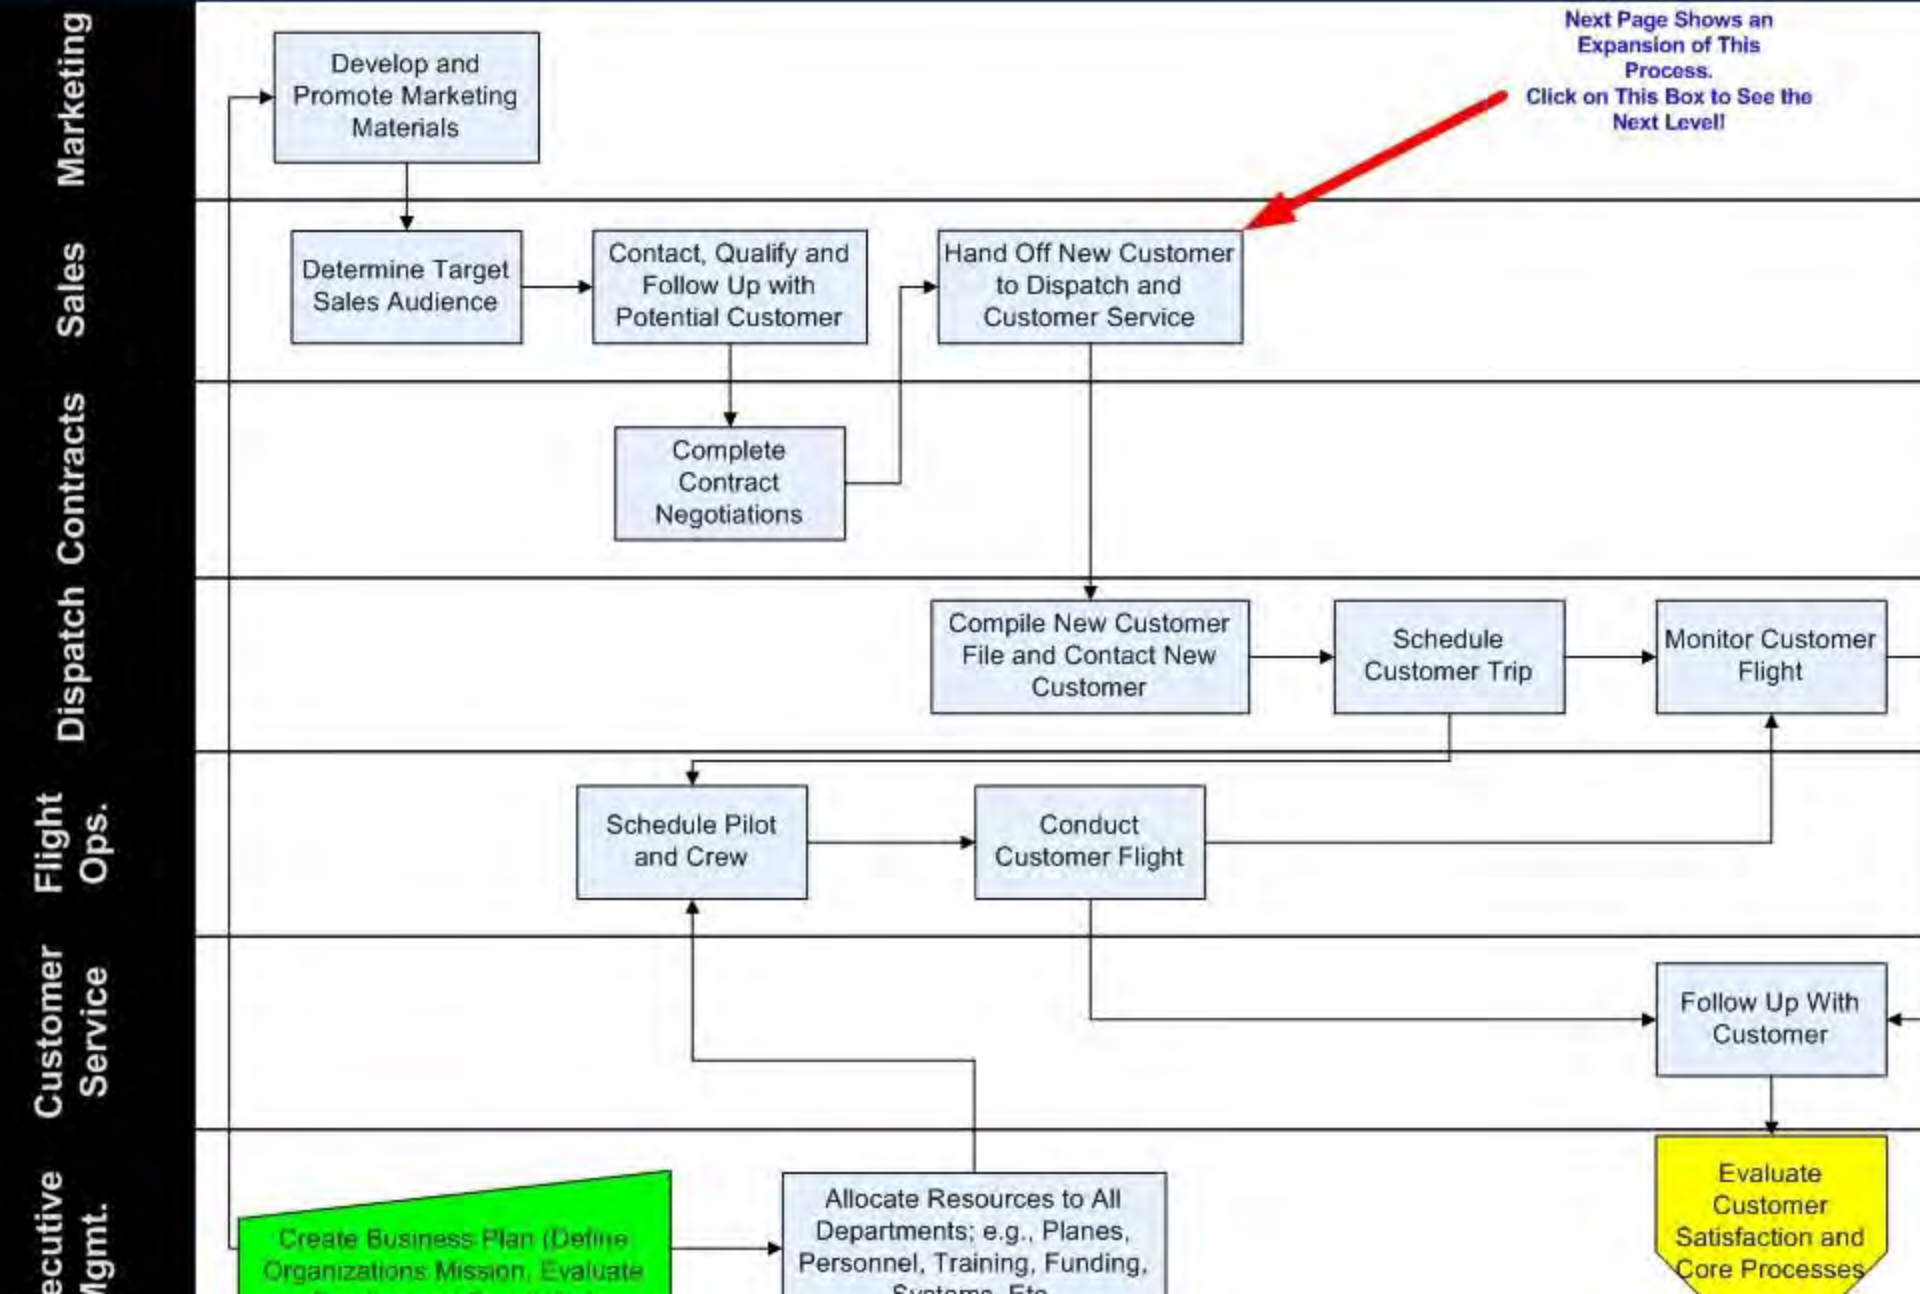 Marketing
Develop and
Promote Marketing
Materials
Next Page Shows an
Expansion of This
Process.
Click on This Box to See the
Next Level!
Sales
Determine Target
Sales Audience
Contact, Qualify and
Follow Up with
Potential Customer
Hand Off New Customer
to Dispatch and
Customer Service
Contracts
Complete
Contract
Negotiations
Dispatch
Compile New Customer
File and Contact New
Customer
Schedule
Customer Trip
Monitor Customer
Flight
Flight
Ops.
Schedule Pilot
and Crew
Conduct
Customer Flight
Customer
Service
Follow Up With
Customer
ecutive
Mgmt.
Create Business Plan (Define
Organizations Mission, Evaluate
Allocate Resources to All
Departments; e.g., Planes,
Personnel, Training, Funding,
Systems, Etc.
Evaluate
Customer
Satisfaction and
Core Processes